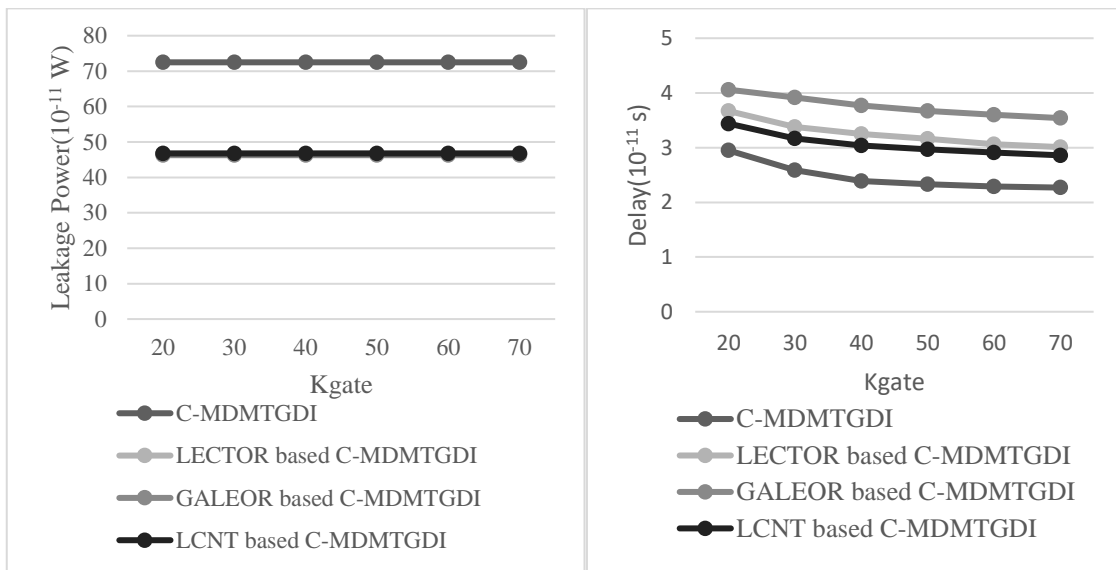 Leakage Power(10⁻¹¹ W)
80
70
60
50
40
30
20
10
0
20 30 40 50 60 70
Kgate
C-MDMTGDI
LECTOR based C-MDMTGDI
GALEOR based C-MDMTGDI
LCNT based C-MDMTGDI
Delay(10⁻¹¹ s)
5
4
3
2
1
0
20 30 40 50 60 70
Kgate
C-MDMTGDI
LECTOR based C-MDMTGDI
GALEOR based C-MDMTGDI
LCNT based C-MDMTGDI